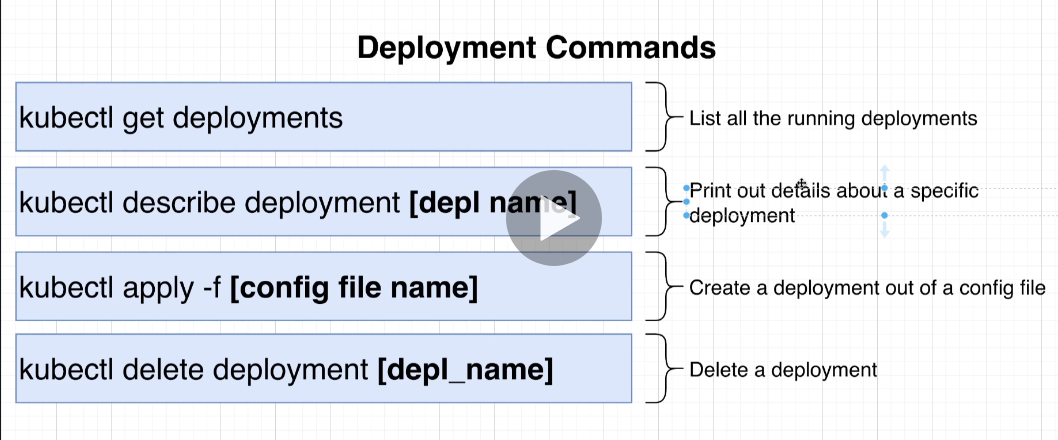 Deployment Commands
kubectl get deployments
List all the running deployments
kubectl describe deployment [depl name]
Print out details about a specific
deployment
kubectl apply -f [config file name]
Create a deployment out of a config file
kubectl delete deployment [depl_name]
Delete a deployment